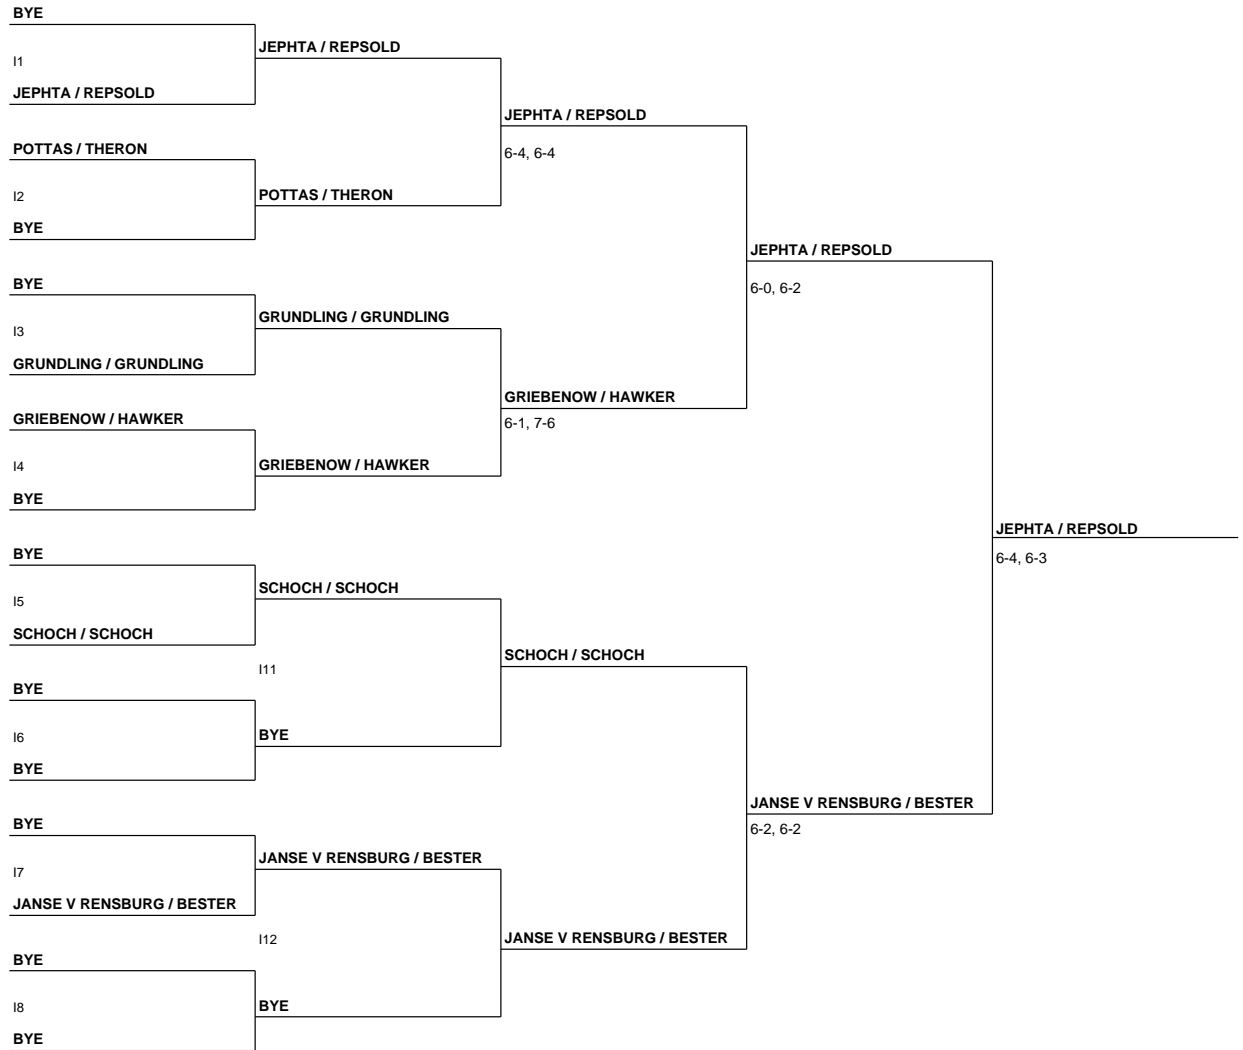 BYE
I1
JEPHTA / REPSOLD
POTTAS / THERON
I2
BYE
BYE
I3
GRUNDLING / GRUNDLING
GRIEBENOW / HAWKER
I4
BYE
BYE
I5
SCHOCH / SCHOCH
BYE
I6
BYE
BYE
I7
JANSE V RENSBURG / BESTER
BYE
I8
BYE
JEPHTA / REPSOLD
POTTAS / THERON
GRUNDLING / GRUNDLING
GRIEBENOW / HAWKER
SCHOCH / SCHOCH
I11
BYE
JANSE V RENSBURG / BESTER
I12
BYE
JEPHTA / REPSOLD
6-4, 6-4
GRIEBENOW / HAWKER
6-1, 7-6
SCHOCH / SCHOCH
JANSE V RENSBURG / BESTER
JEPHTA / REPSOLD
6-0, 6-2
JANSE V RENSBURG / BESTER
6-2, 6-2
JEPHTA / REPSOLD
6-4, 6-3